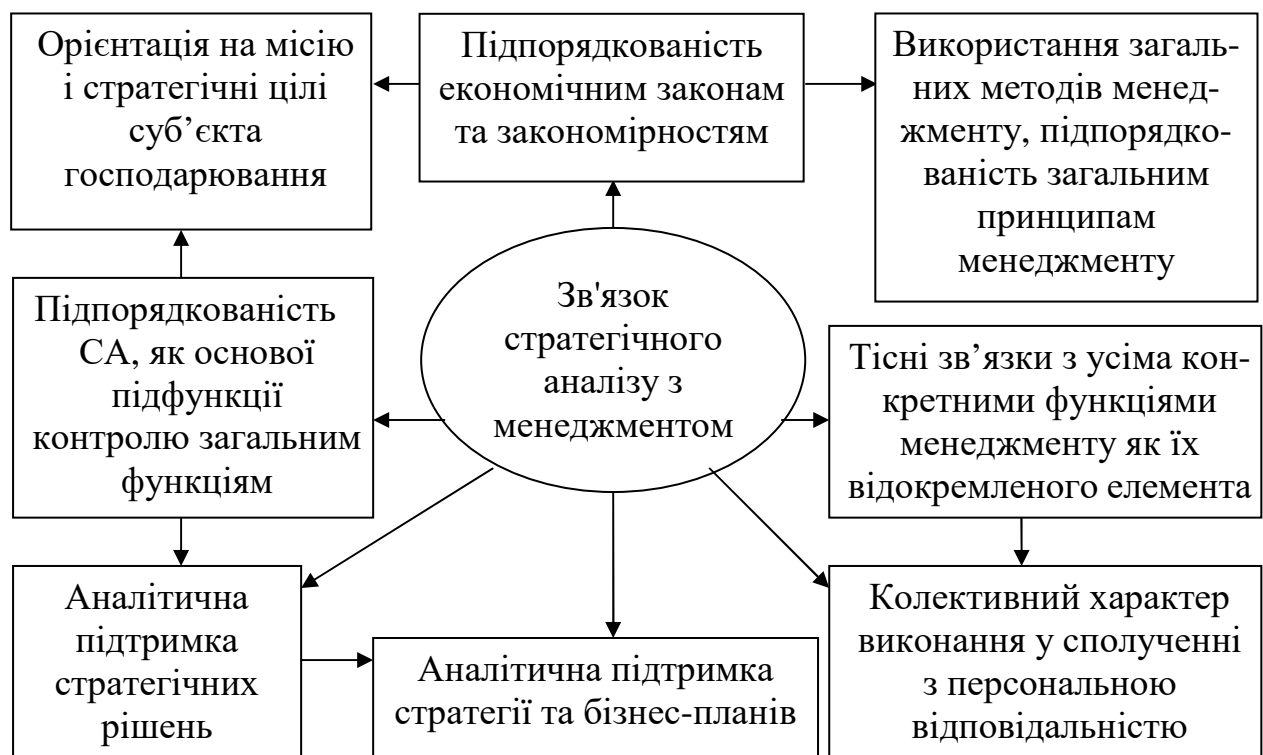 Орієнтація на місію
і стратегічні цілі
суб’єкта
господарювання
Підпорядкованість
економічним законам
та закономірностям
Використання загаль-
них методів менед-
жменту, підпорядко-
ваність загальним
принципам
менеджменту
Підпорядкованість
СА, як основої
підфункції
контролю загальним
функціям
Зв'язок
стратегічного
аналізу з
менеджментом
Тісні зв’язки з усіма кон-
кретними функціями
менеджменту як їх
відокремленого елемента
Аналітична
підтримка
стратегічних
рішень
Аналітична підтримка
стратегії та бізнес-планів
Колективний характер
виконання у сполученні
з персональною
відповідальністю